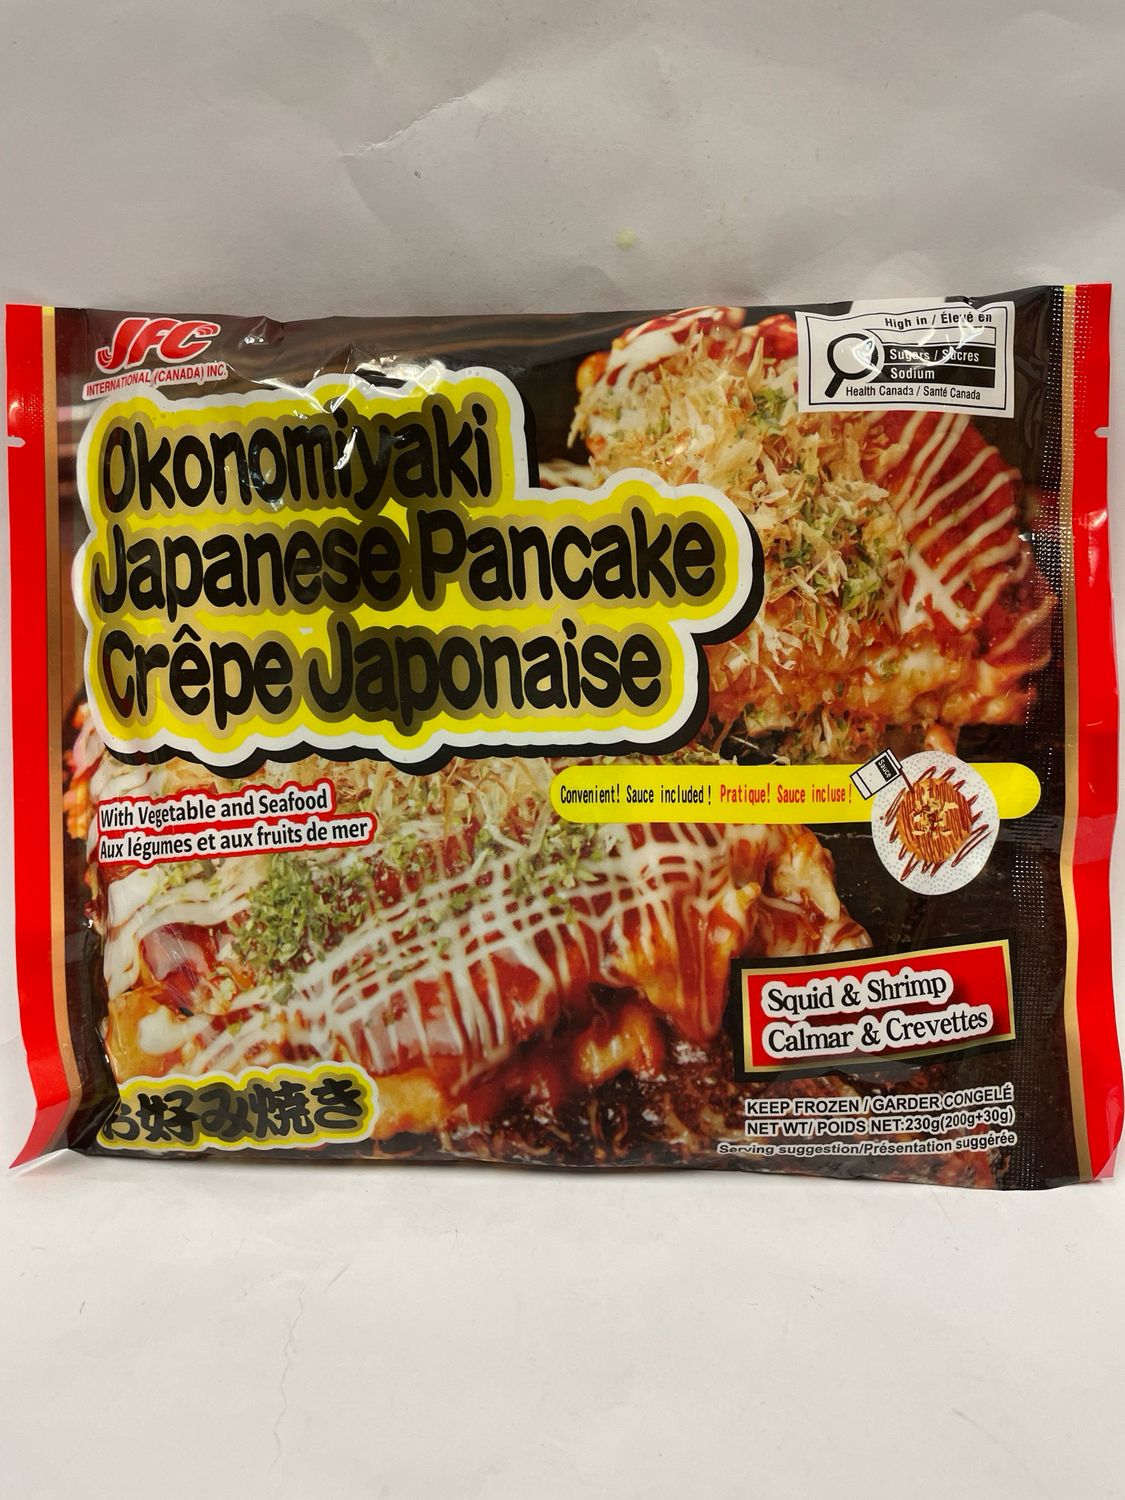 JFC
INTERNATIONAL (CANADA) INC.
High in / Élevé en
Sugars / Sucres
Sodium
Health Canada / Santé Canada
Okonomiyaki
Japanese Pancake
Crêpe Japonaise
With Vegetable and Seafood
Aux légumes et aux fruits de mer
Convenient! Sauce included! Pratique! Sauce incluse!
Sauce
Squid & Shrimp
Calmar & Crevettes
お好み焼き
KEEP FROZEN / GARDER CONGELÉ
NET WT/ POIDS NET:230g(200g+30g)
Serving suggestion/Présentation suggérée